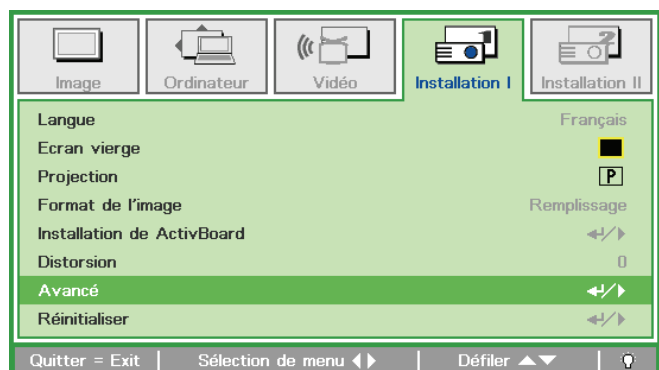 Image Ordinateur Vidéo Installation I Installation II
Langue Français
Ecran vierge
Projection P
Format de l'image Remplissage
Installation de ActivBoard
Distorsion 0
Avancé
Réinitialiser
Quitter = Exit Sélection de menu Défiler